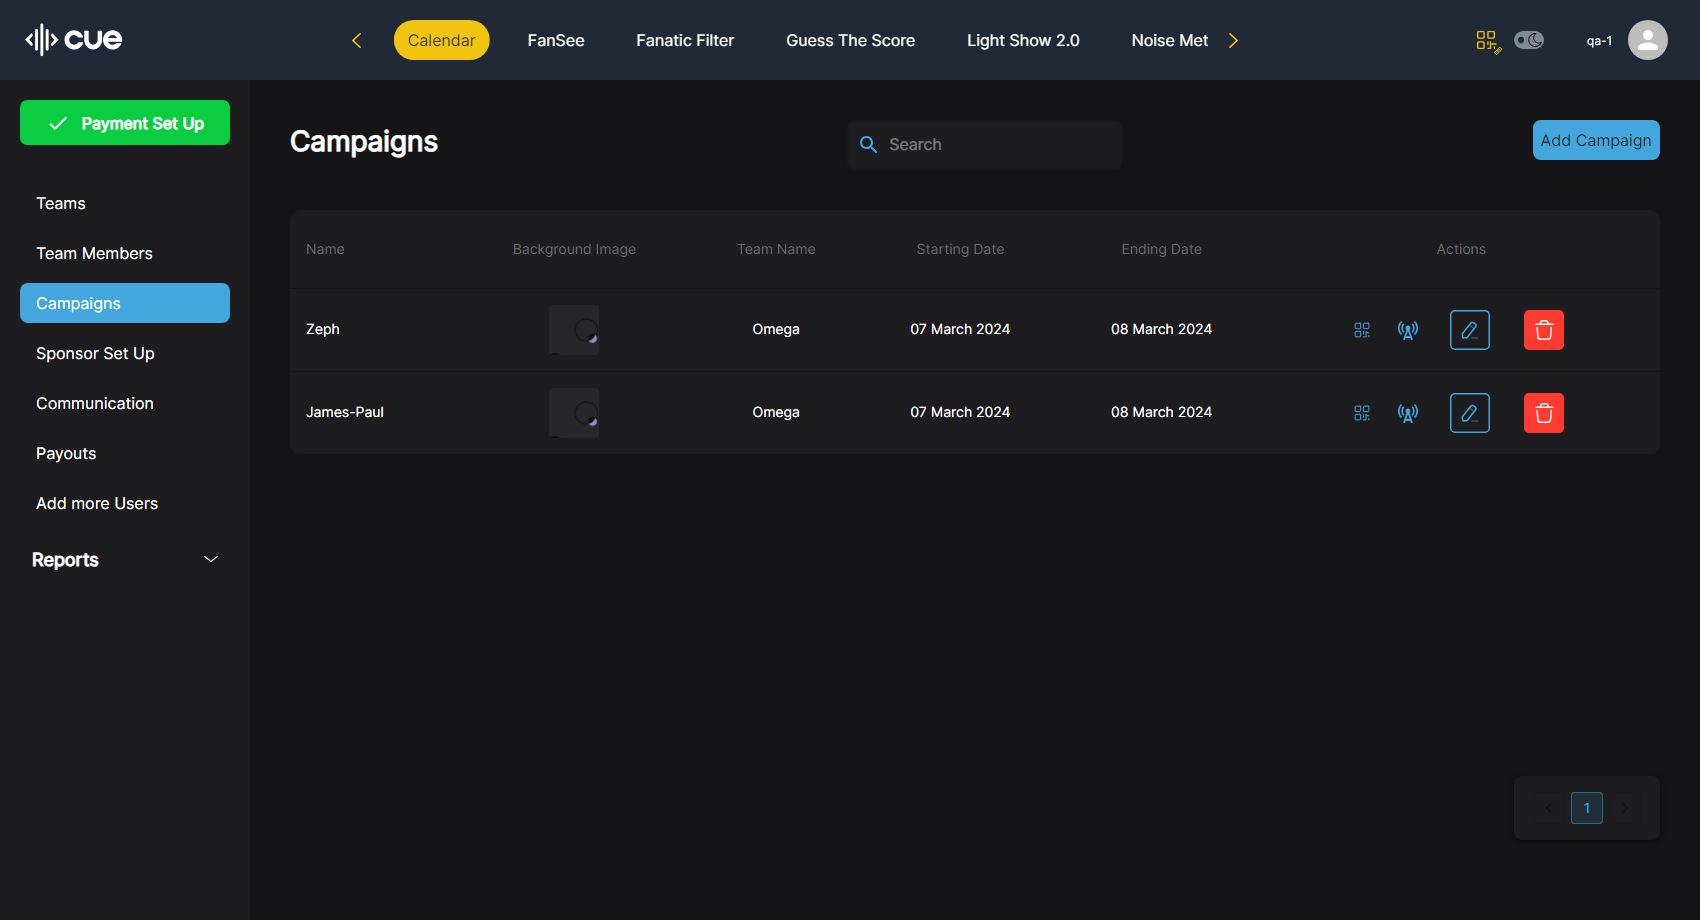 cue
Calendar FanSee Fanatic Filter Guess The Score Light Show 2.0 Noise Met
qa-1
Payment Set Up
Teams
Team Members
Campaigns
Sponsor Set Up
Communication
Payouts
Add more Users
Reports
Campaigns
Search
Add Campaign
Name Background Image Team Name Starting Date Ending Date Actions
Zeph Omega 07 March 2024 08 March 2024
James-Paul Omega 07 March 2024 08 March 2024
1